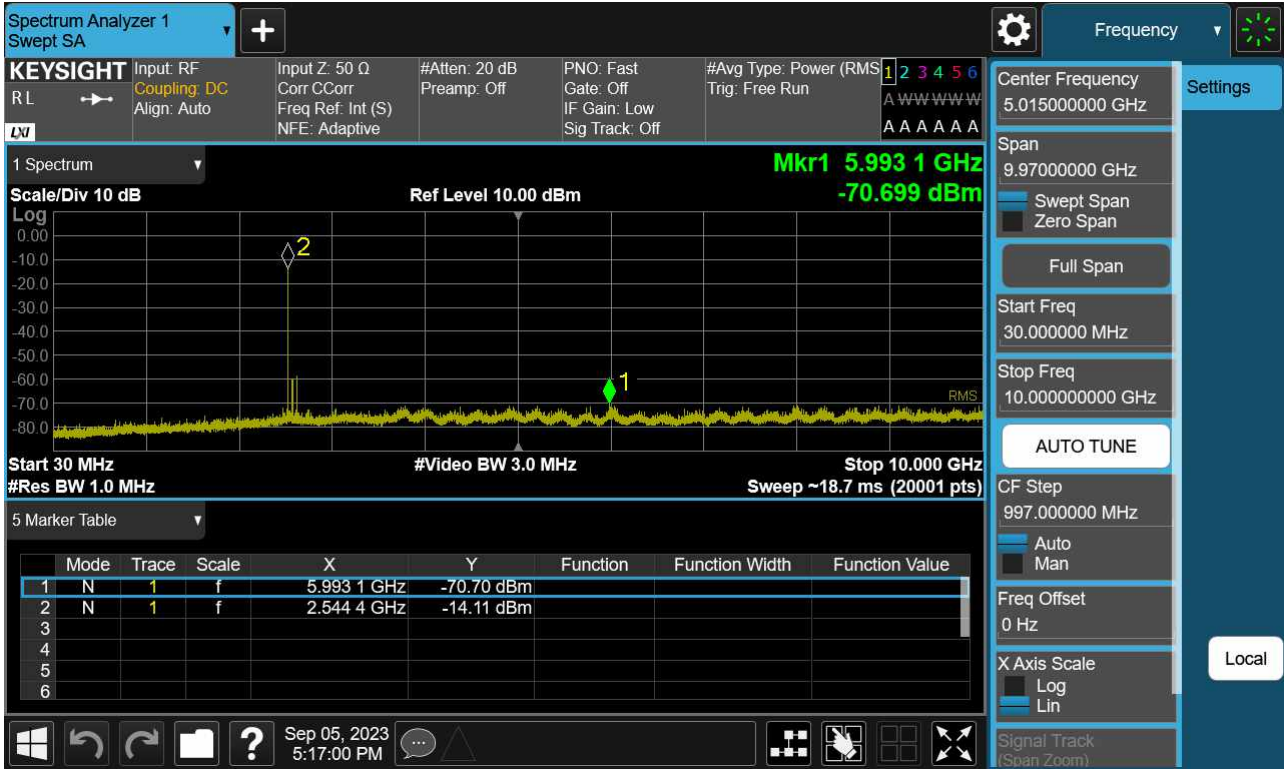 Spectrum Analyzer 1
Swept SA
Frequency
KEYSIGHT
RL
LXI
Input: RF
Coupling: DC
Align: Auto
Input Z: 50 Ω
Corr CCorr
Freq Ref: Int (S)
NFE: Adaptive
#Atten: 20 dB
Preamp: Off
PNO: Fast
Gate: Off
IF Gain: Low
Sig Track: Off
#Avg Type: Power (RMS
Trig: Free Run
1 2 3 4 5 6
A W W W W W
A A A A A A
1 Spectrum
Mkr1 5.993 1 GHz
Scale/Div 10 dB
Ref Level 10.00 dBm
-70.699 dBm
Log
0.00
-10.0
-20.0
-30.0
-40.0
-50.0
-60.0
-70.0
-80.0
2
1
RMS
Start 30 MHz
#Video BW 3.0 MHz
Stop 10.000 GHz
#Res BW 1.0 MHz
Sweep ~18.7 ms (20001 pts)
5 Marker Table
Mode Trace Scale X Y Function Function Width Function Value
1 N 1 f 5.993 1 GHz -70.70 dBm
2 N 1 f 2.544 4 GHz -14.11 dBm
3
4
5
6
Sep 05, 2023
5:17:00 PM
Center Frequency
5.015000000 GHz
Settings
Span
9.97000000 GHz
Swept Span
Zero Span
Full Span
Start Freq
30.000000 MHz
Stop Freq
10.000000000 GHz
AUTO TUNE
CF Step
997.000000 MHz
Auto
Man
Freq Offset
0 Hz
X Axis Scale
Log
Lin
Local
Signal Track
(Span Zoom)